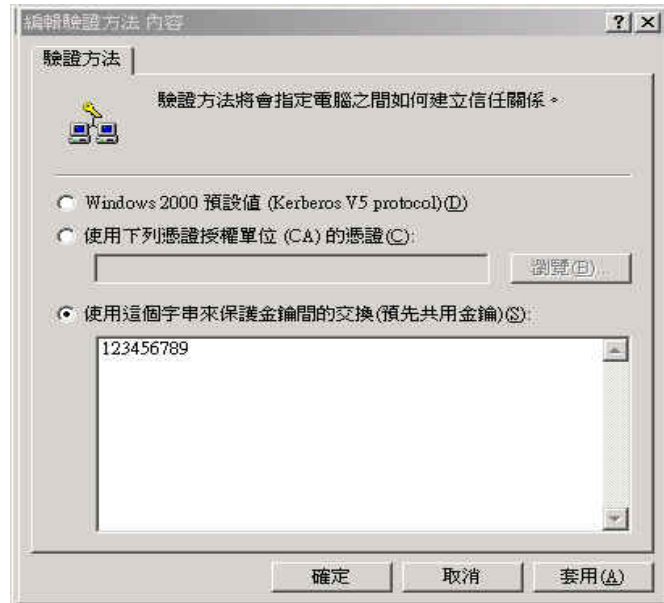 編輯驗證方法 內容
驗證方法
驗證方法將會指定電腦之間如何建立信任關係。
Windows 2000 預設值 (Kerberos V5 protocol)(D)
使用下列憑證授權單位 (CA) 的憑證(C):
瀏覽(B)...
使用這個字串來保護金鑰間的交換(預先共用金鑰)(S):
123456789
確定 取消 套用(A)